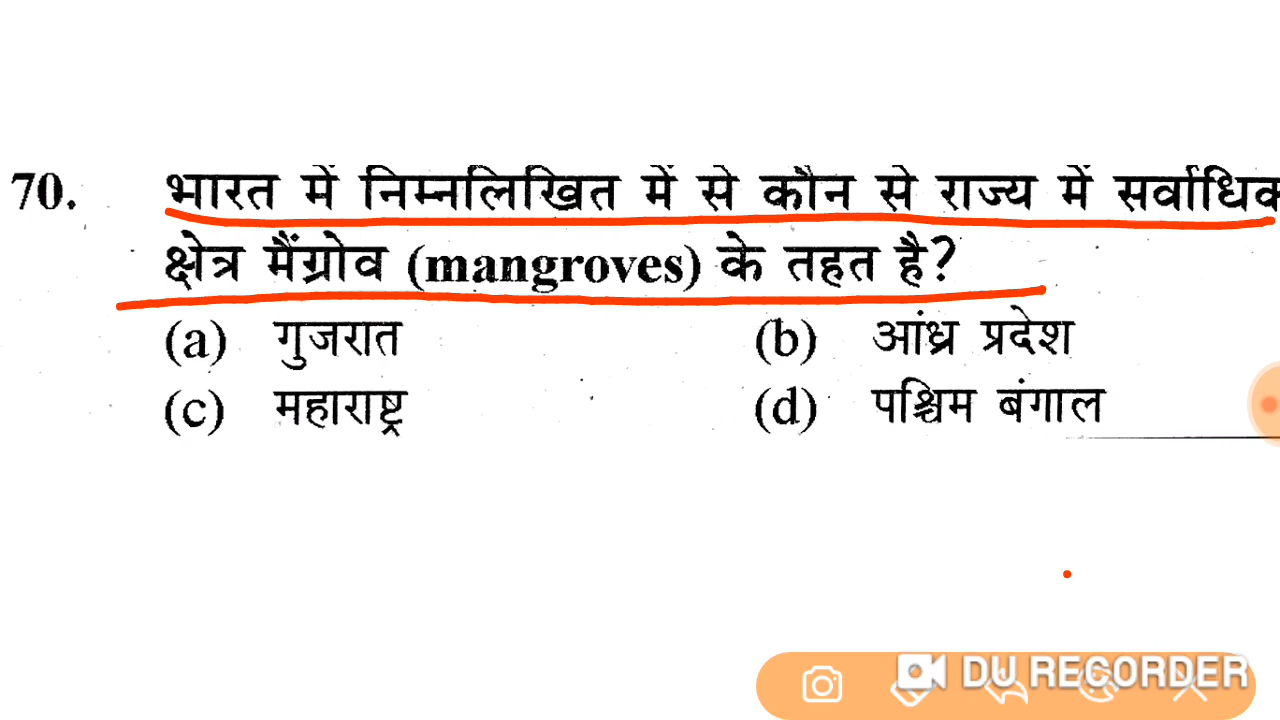 70. भारत में निम्नलिखित में से कौन से राज्य में सर्वाधिक
क्षेत्र मैंग्रोव (mangroves) के तहत है?
(a) गुजरात (b) आंध्र प्रदेश
(c) महाराष्ट्र (d) पश्चिम बंगाल
DU RECORDER